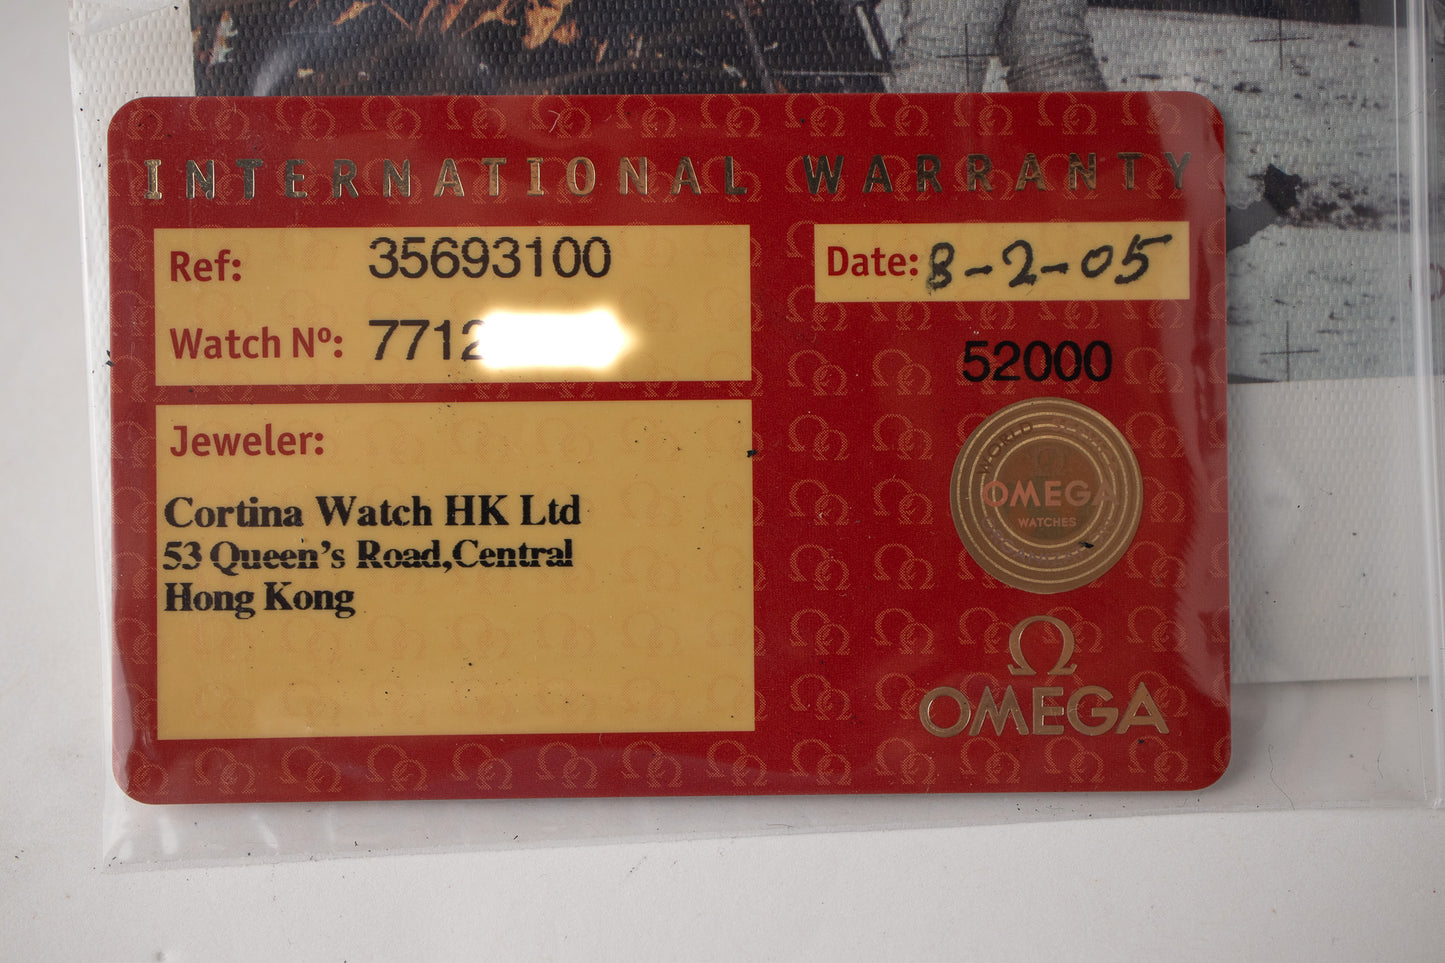 INTERNATIONAL WARRANTY
Ref: 35693100
Date: 8-2-05
Watch Nº: 7712
52000
Jeweler:
Cortina Watch HK Ltd
53 Queen's Road,Central
Hong Kong
WORLD
OMEGA
WATCHES
Ω
OMEGA